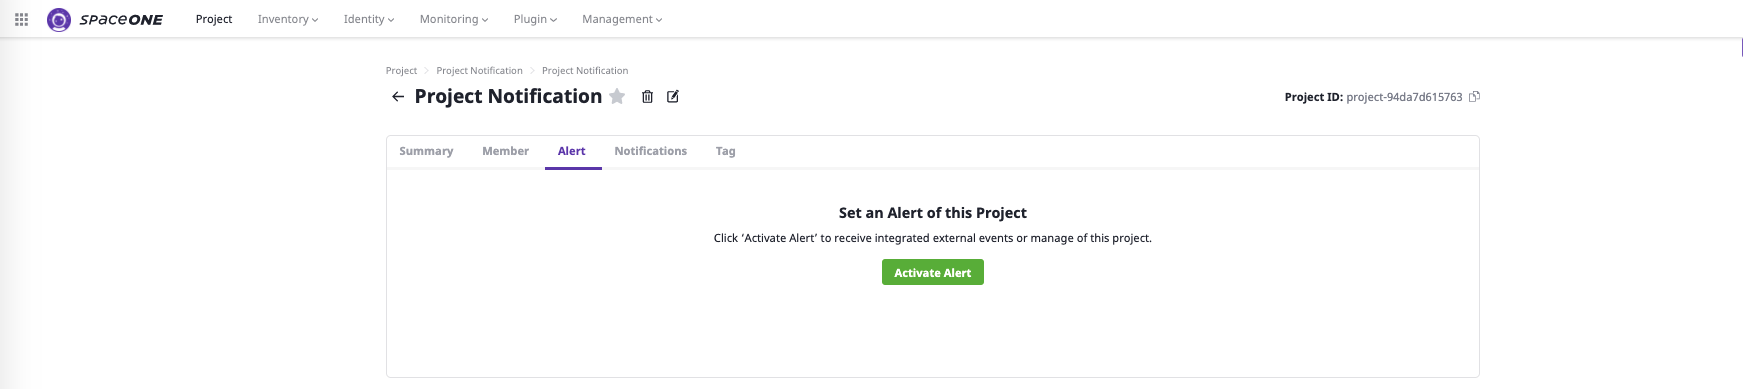 SPACEONE Project Inventory Identity Monitoring Plugin Management
Project Project Notification Project Notification
Project Notification
Project ID: project-94da7d615763
Summary Member Alert Notifications Tag
Set an Alert of this Project
Click ‘Activate Alert’ to receive integrated external events or manage of this project.
Activate Alert